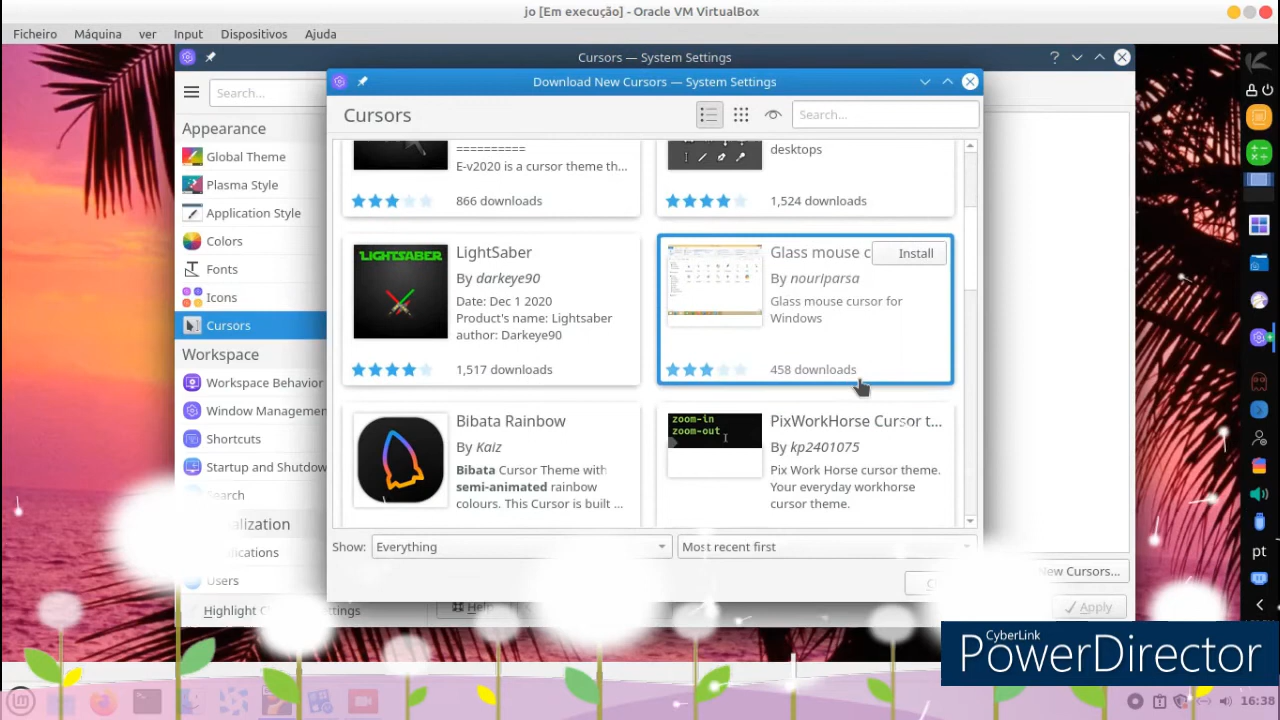 jo [Em execução] - Oracle VM VirtualBox
Ficheiro Máquina ver Input Dispositivos Ajuda
Cursors — System Settings
Download New Cursors — System Settings
Search...
Cursors
Search...
Appearance
Global Theme
Plasma Style
Application Style
Colors
Fonts
Icons
Cursors
Workspace
Workspace Behavior
Window Managemen
Shortcuts
Startup and Shutdow
Search
Users
Highlight
==========
E-v2020 is a cursor theme th...
866 downloads
desktops
1,524 downloads
LIGHTSABER
LightSaber
By darkeye90
Date: Dec 1 2020
Product's name: Lightsaber
author: Darkeye90
1,517 downloads
Glass mouse c
Install
By nouriparsa
Glass mouse cursor for
Windows
458 downloads
Bibata Rainbow
By Kaiz
Bibata Cursor Theme with
semi-animated rainbow
colours. This Cursor is built ...
zoom-in
zoom-out
PixWorkHorse Cursor t...
By kp2401075
Pix Work Horse cursor theme.
Your everyday workhorse
cursor theme.
Show: Everything
Most recent first
New Cursors...
Help
Apply
pt
CyberLink
PowerDirector
16:38